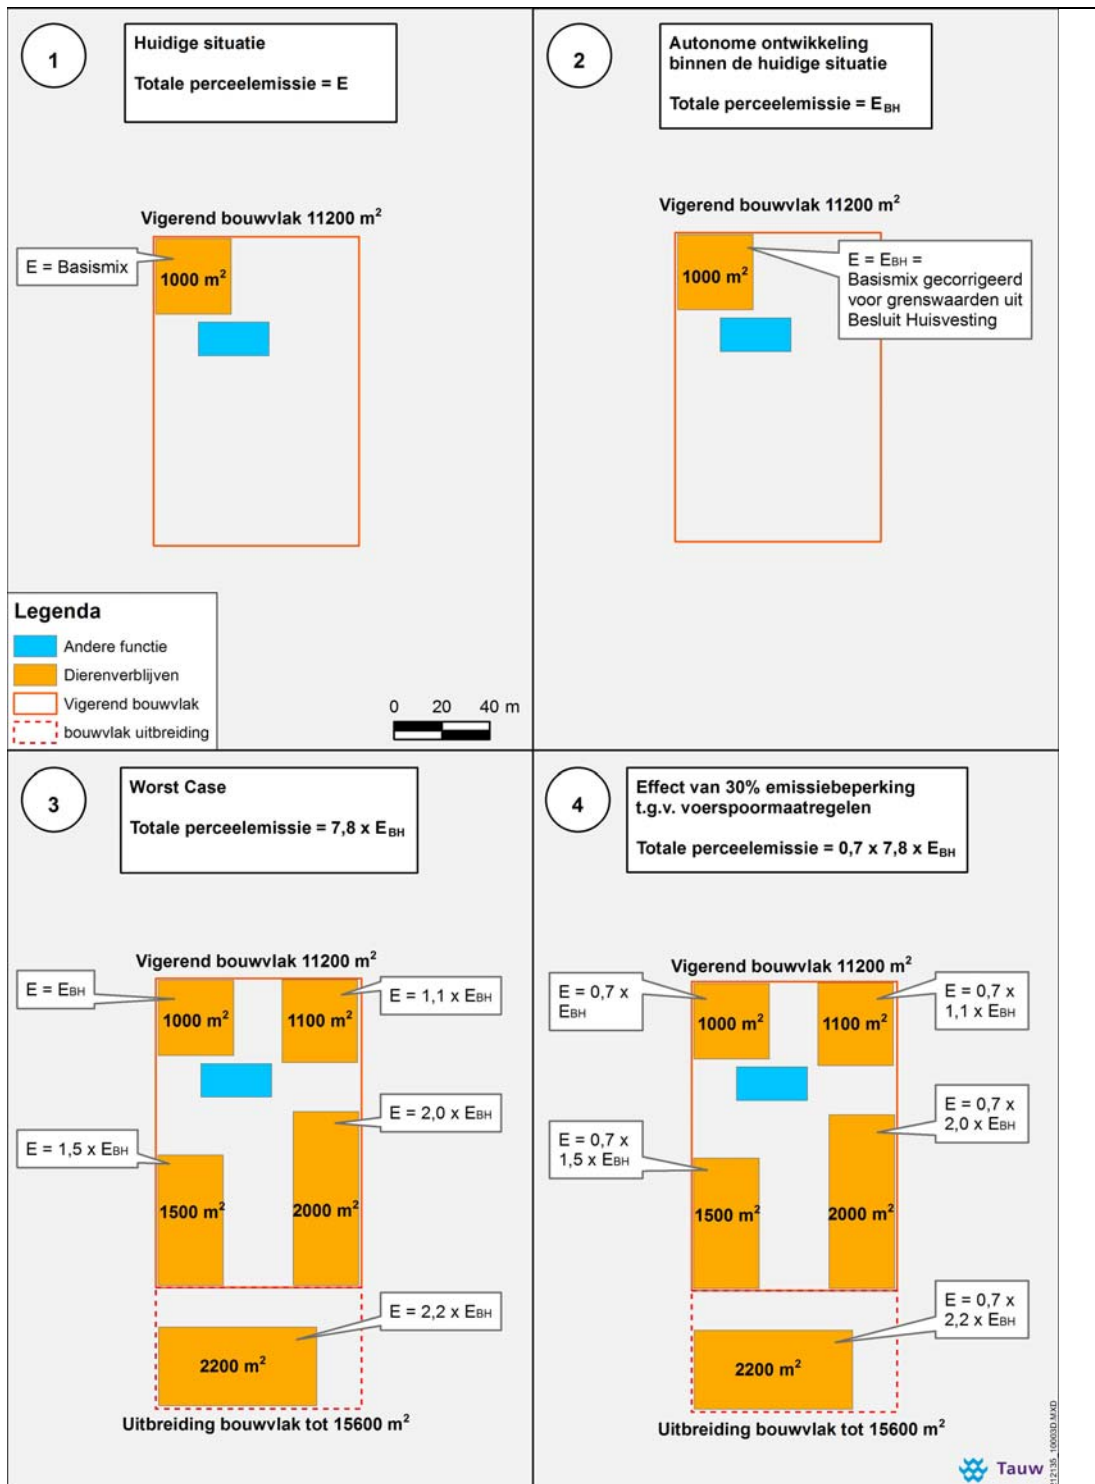 1
Huidige situatie
Totale perceelemissie = E
Vigerend bouwvlak 11200 m²
E = Basismix
1000 m²
Legenda
Andere functie
Dierenverblijven
Vigerend bouwvlak
bouwvlak uitbreiding
0 20 40 m
2
Autonome ontwikkeling
binnen de huidige situatie
Totale perceelemissie = EBH
Vigerend bouwvlak 11200 m²
1000 m²
E = EBH =
Basismix gecorrigeerd
voor grenswaarden uit
Besluit Huisvesting
3
Worst Case
Totale perceelemissie = 7,8 x EBH
Vigerend bouwvlak 11200 m²
E = EBH
1000 m²
1100 m²
E = 1,1 x EBH
E = 2,0 x EBH
E = 1,5 x EBH
1500 m²
2000 m²
E = 2,2 x EBH
2200 m²
Uitbreiding bouwvlak tot 15600 m²
4
Effect van 30% emissiebeperking
t.g.v. voerspoormaatregelen
Totale perceelemissie = 0,7 x 7,8 x EBH
Vigerend bouwvlak 11200 m²
E = 0,7 x
EBH
1000 m²
1100 m²
E = 0,7 x
1,1 x EBH
E = 0,7 x
2,0 x EBH
E = 0,7 x
1,5 x EBH
1500 m²
2000 m²
E = 0,7 x
2,2 x EBH
2200 m²
Uitbreiding bouwvlak tot 15600 m²
Tauw